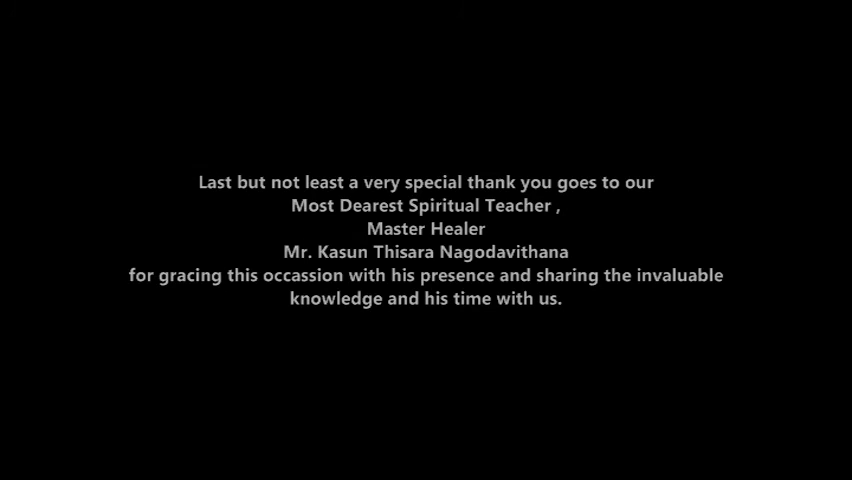 Last but not least a very special thank you goes to our
Most Dearest Spiritual Teacher ,
Master Healer
Mr. Kasun Thisara Nagodavithana
for gracing this occassion with his presence and sharing the invaluable
knowledge and his time with us.